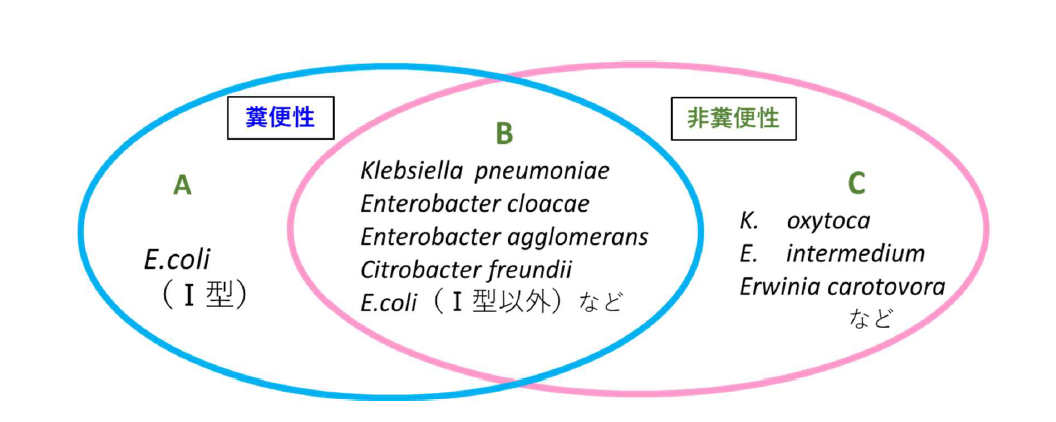 糞便性
非糞便性
A
E.coli
（Ⅰ型）
B
Klebsiella pneumoniae
Enterobacter cloacae
Enterobacter agglomerans
Citrobacter freundii
E.coli（Ⅰ型以外）など
C
K. oxytoca
E. intermedium
Erwinia carotovora
など